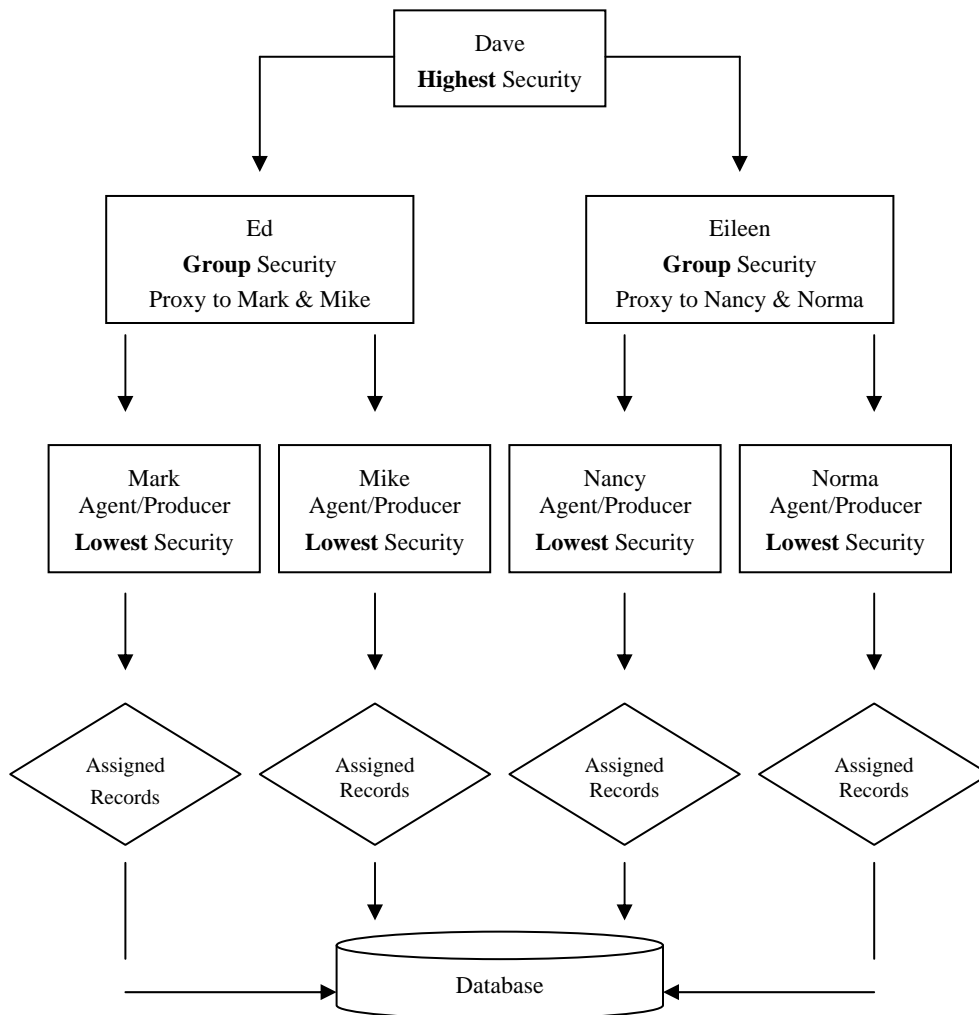 Dave
Highest Security
Ed
Group Security
Proxy to Mark & Mike
Eileen
Group Security
Proxy to Nancy & Norma
Mark
Agent/Producer
Lowest Security
Mike
Agent/Producer
Lowest Security
Nancy
Agent/Producer
Lowest Security
Norma
Agent/Producer
Lowest Security
Assigned
Records
Assigned
Records
Assigned
Records
Assigned
Records
Database